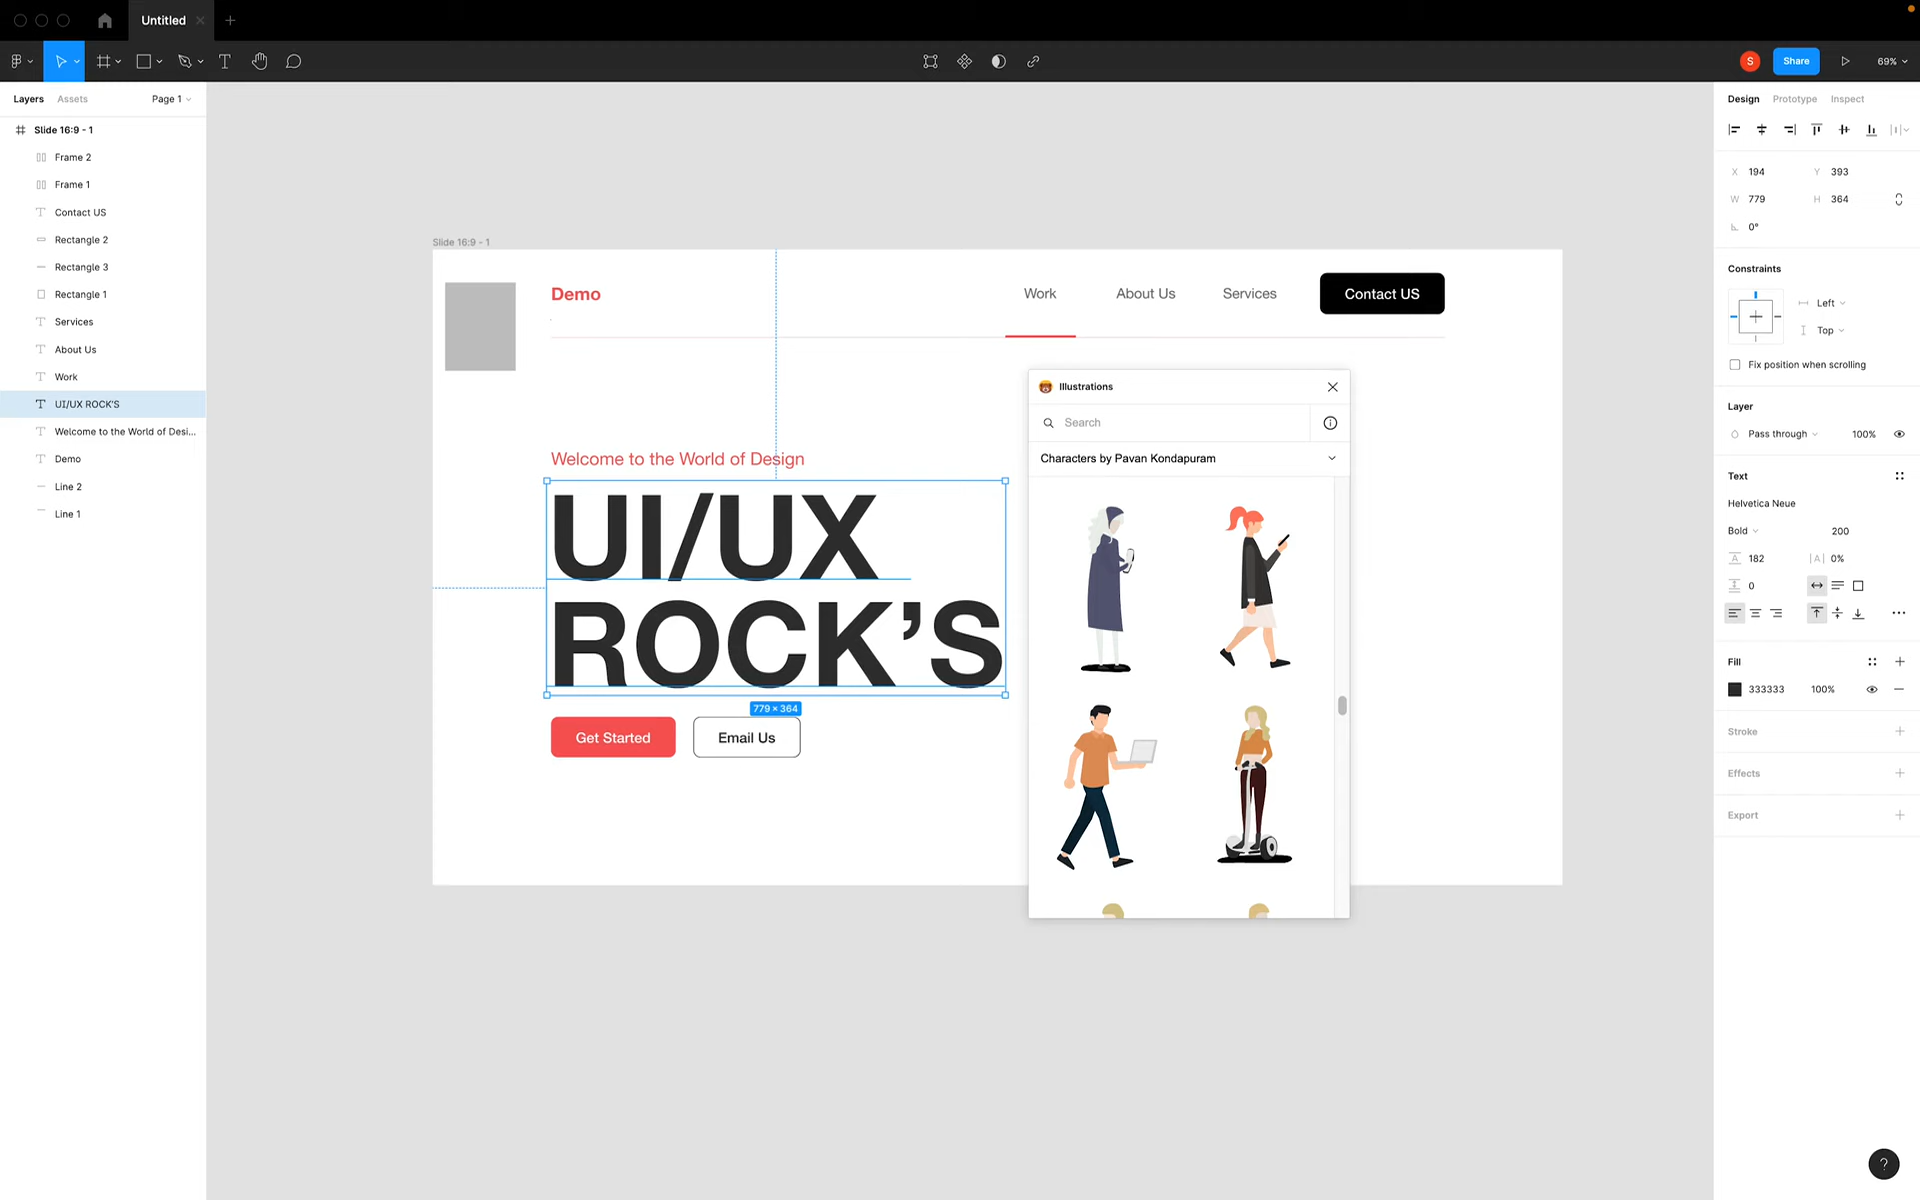 Untitled
S
Share
69%
Layers Assets Page 1
Slide 16:9 - 1
Frame 2
Frame 1
Contact US
Rectangle 2
Rectangle 3
Rectangle 1
Services
About Us
Work
UI/UX ROCK'S
Welcome to the World of Desi...
Demo
Line 2
Line 1
Slide 16:9 - 1
Demo
Work About Us Services Contact US
Welcome to the World of Design
UI/UX
ROCK’S
779 × 364
Get Started Email Us
Illustrations
Search
Characters by Pavan Kondapuram
Design Prototype Inspect
X 194 Y 393
W 779 H 364
0°
Constraints
Left
Top
Fix position when scrolling
Layer
Pass through 100%
Text
Helvetica Neue
Bold 200
A 182 |A| 0%
0
Fill
333333 100%
Stroke
Effects
Export
?